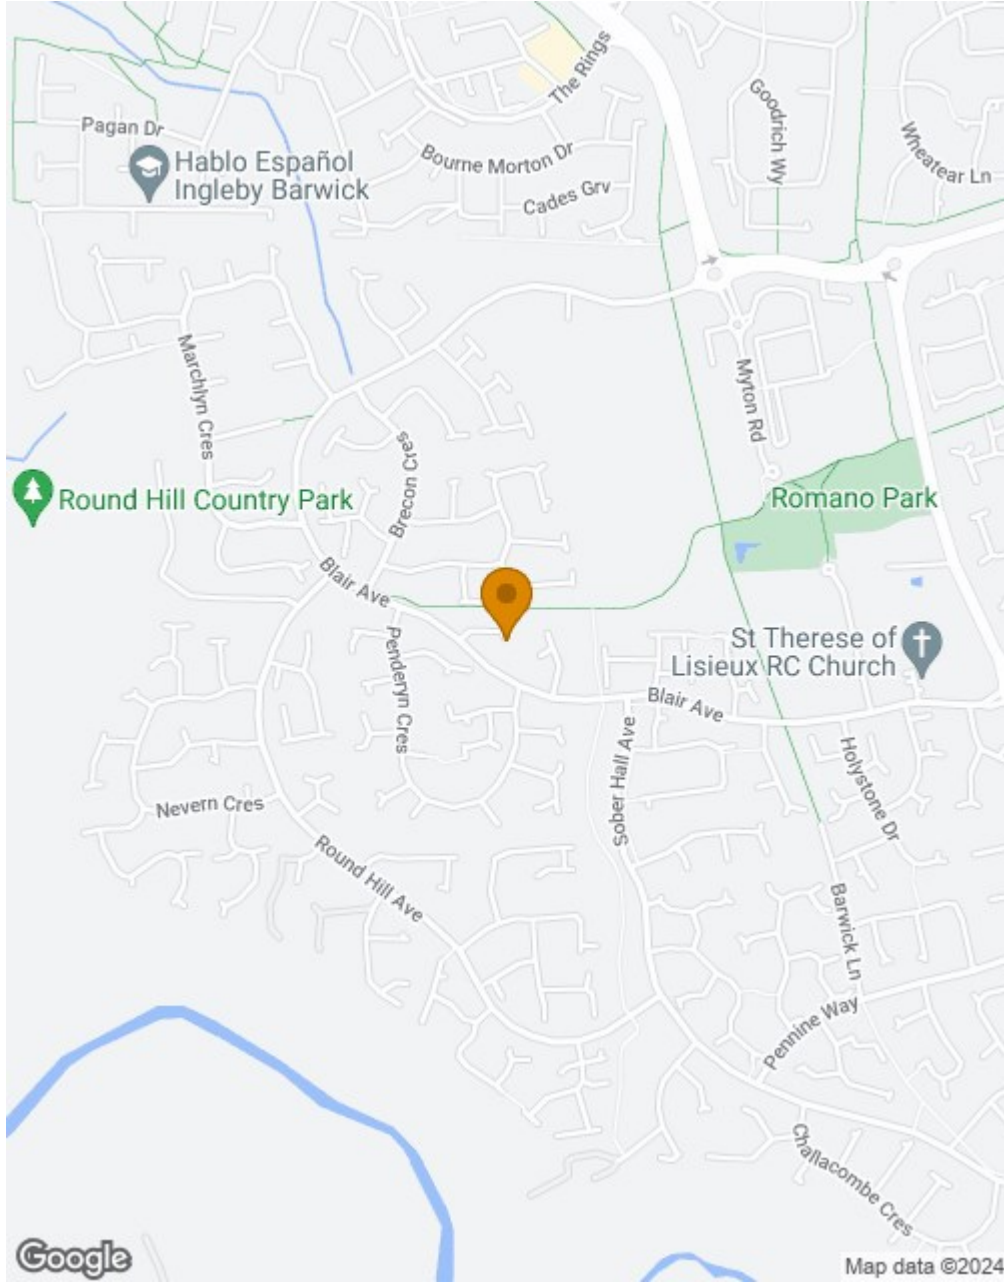 The Rings
Goodrich Wy
Pagan Dr
Wheatear Ln
Hablo Español
Ingleby Barwick
Bourne Morton Dr
Cades Grv
Marchlyn Cres
Myton Rd
Brecon Cres
Round Hill Country Park
Romano Park
Blair Ave
Penderyn Cres
St Therese of
Lisieux RC Church
Blair Ave
Sober Hall Ave
Holystone Dr
Nevern Cres
Round Hill Ave
Barwick Ln
Pennine Way
Challacombe Cres
Google
Map data ©2024